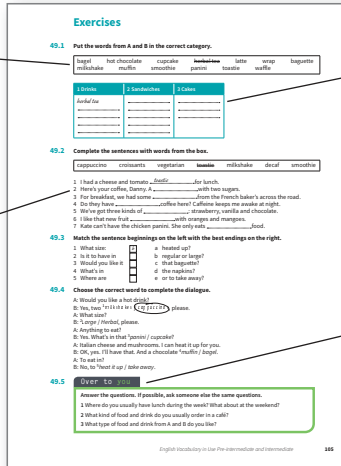 Exercises
49.1 Put the words from A and B in the correct category.
bagel hot chocolate cupcake herbal tea latte wrap baguette
milkshake muffin smoothie panini toastie waffle
1 Drinks 2 Sandwiches 3 Cakes
herbal tea
49.2 Complete the sentences with words from the box.
cappuccino croissants vegetarian toastie milkshake decaf smoothie
1 I had a cheese and tomato toastie for lunch.
2 Here's your coffee, Danny. A with two sugars.
3 For breakfast, we had some from the French baker's across the road.
4 Do they have coffee here? Caffeine keeps me awake at night.
5 We've got three kinds of : strawberry, vanilla and chocolate.
6 I like that new fruit with oranges and mangoes.
7 Kate can't have the chicken panini. She only eats food.
49.3 Match the sentence beginnings on the left with the best endings on the right.
1 What size: a heated up?
2 Is it to have in b regular or large?
3 Would you like it c that baguette?
4 What's in d the napkins?
5 Where are e or to take away?
49.4 Choose the correct word to complete the dialogue.
A: Would you like a hot drink?
B: Yes, two 1milkshakes / cappuccinos, please.
A: What size?
B: 2Large / Herbal, please.
A: Anything to eat?
B: Yes. What's in that 3panini / cupcake?
A: Italian cheese and mushrooms. I can heat it up for you.
B: OK, yes. I'll have that. And a chocolate 4muffin / bagel.
A: To eat in?
B: No, to 5heat it up / take away.
49.5 Over to you
Answer the questions. If possible, ask someone else the same questions.
1 Where do you usually have lunch during the week? What about at the weekend?
2 What kind of food and drink do you usually order in a café?
3 What type of food and drink from A and B do you like?
English Vocabulary in Use Pre-intermediate and Intermediate 105